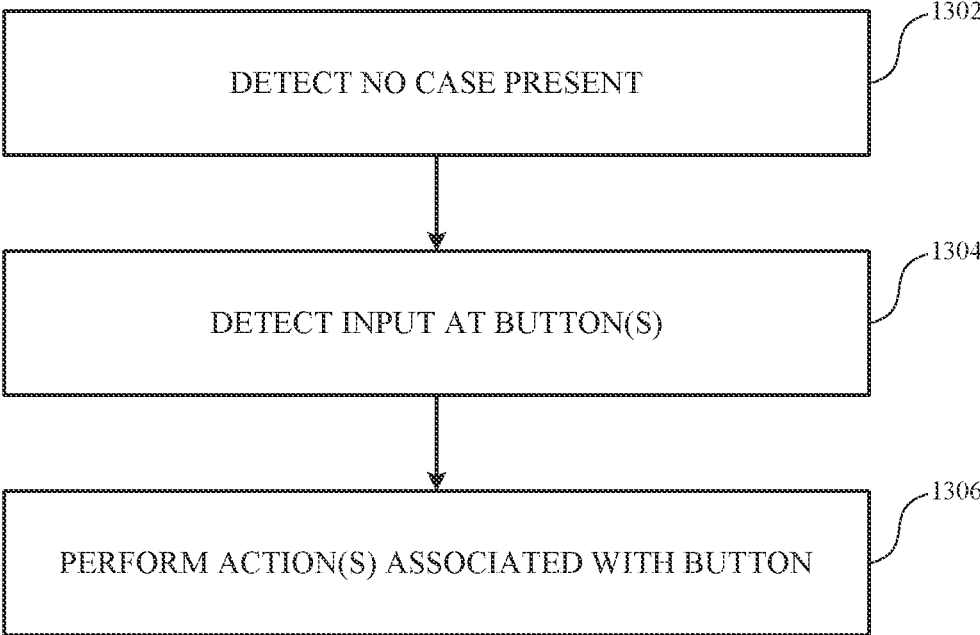 1302
DETECT NO CASE PRESENT
1304
DETECT INPUT AT BUTTON(S)
1306
PERFORM ACTION(S) ASSOCIATED WITH BUTTON